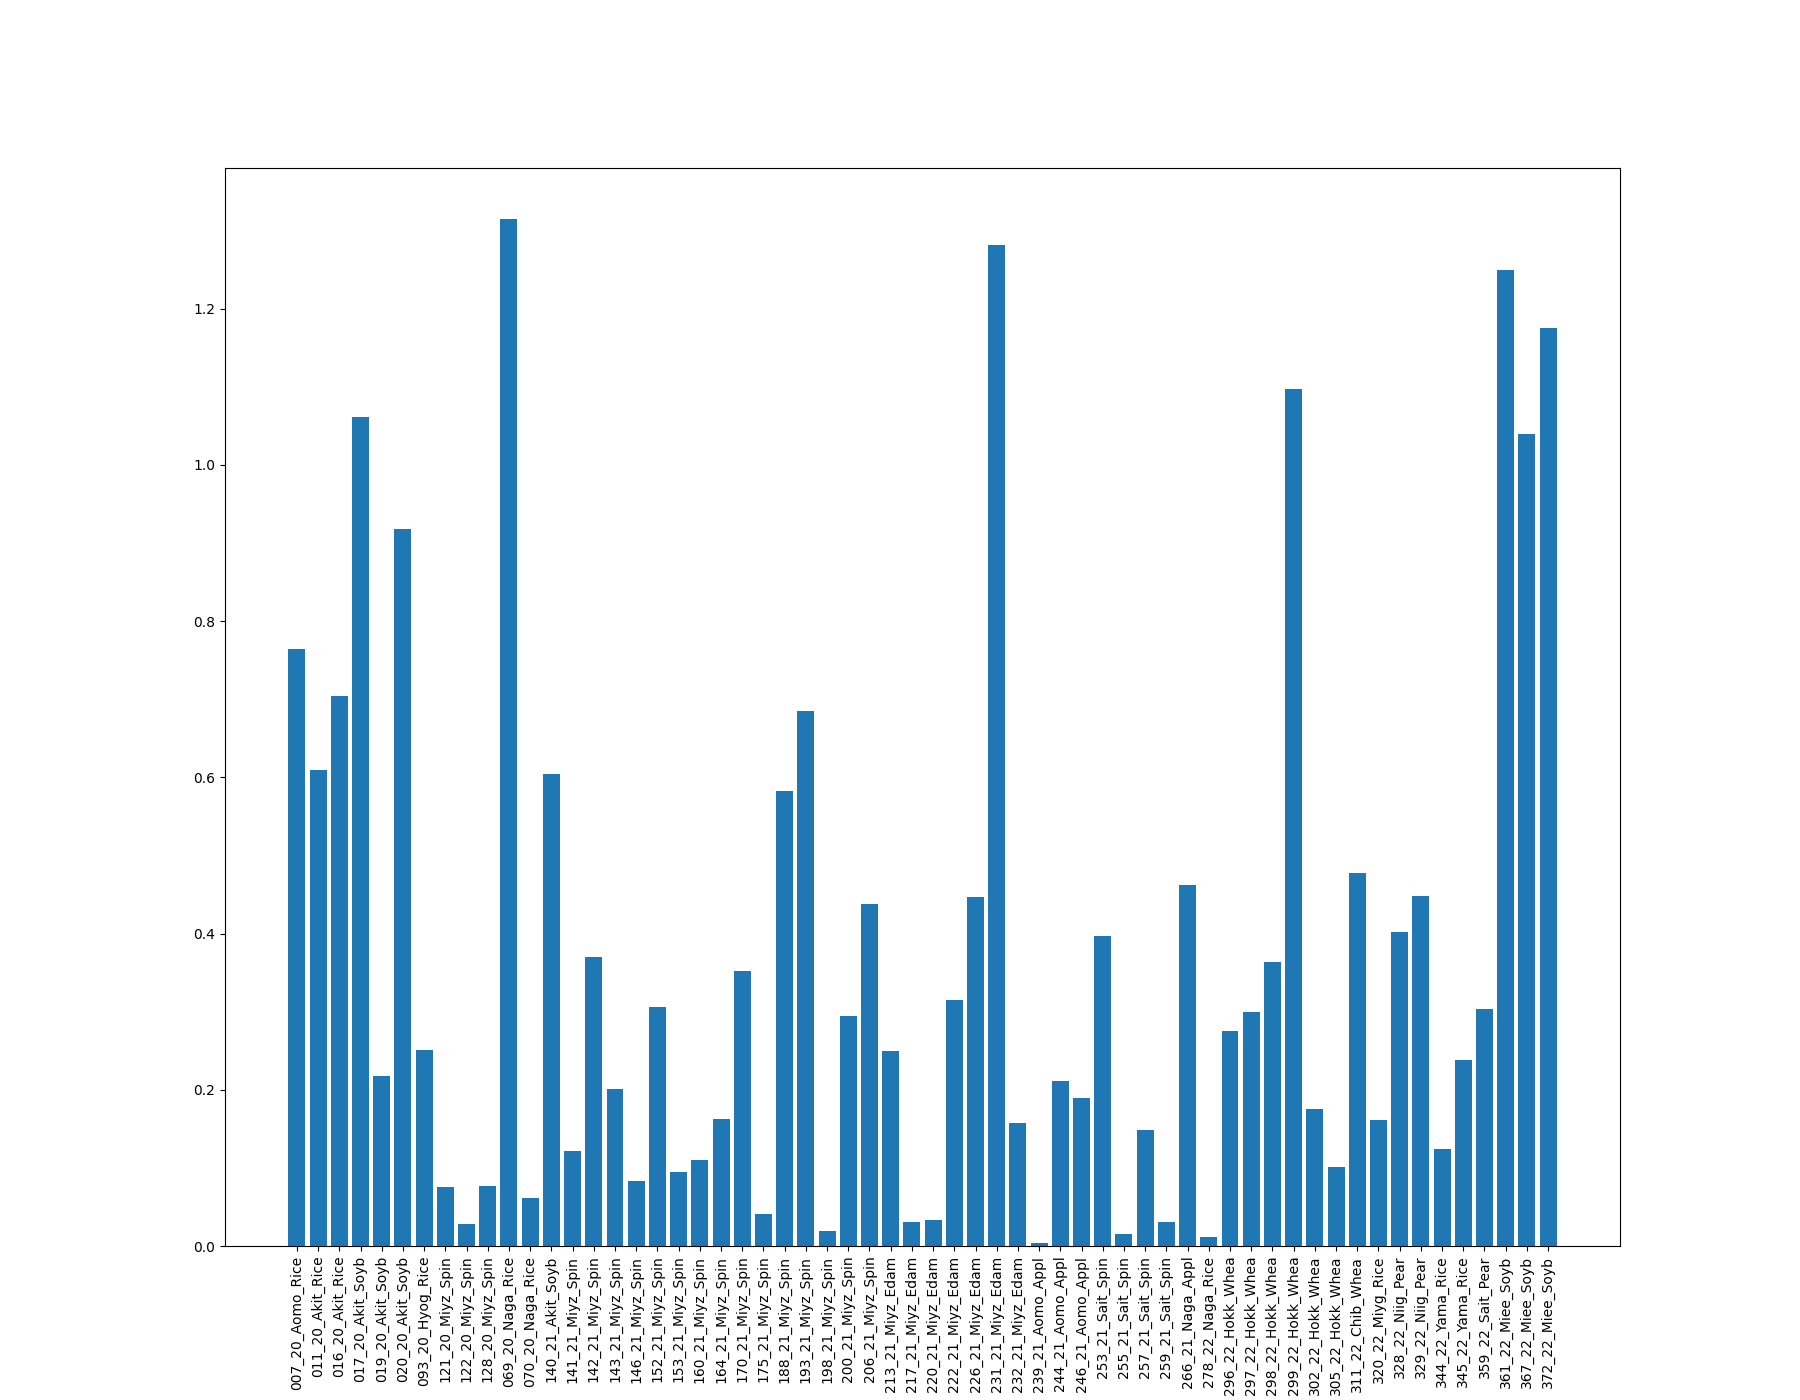 1.2
1.0
0.8
0.6
0.4
0.2
0.0
007_20_Aomo_Rice
011_20_Akit_Rice
016_20_Akit_Rice
017_20_Akit_Soyb
019_20_Akit_Soyb
020_20_Akit_Soyb
093_20_Hyog_Rice
121_20_Miyz_Spin
122_20_Miyz_Spin
128_20_Miyz_Spin
069_20_Naga_Rice
070_20_Naga_Rice
140_21_Akit_Soyb
141_21_Miyz_Spin
142_21_Miyz_Spin
143_21_Miyz_Spin
146_21_Miyz_Spin
152_21_Miyz_Spin
153_21_Miyz_Spin
160_21_Miyz_Spin
164_21_Miyz_Spin
170_21_Miyz_Spin
175_21_Miyz_Spin
188_21_Miyz_Spin
193_21_Miyz_Spin
198_21_Miyz_Spin
200_21_Miyz_Spin
206_21_Miyz_Spin
213_21_Miyz_Edam
217_21_Miyz_Edam
220_21_Miyz_Edam
222_21_Miyz_Edam
226_21_Miyz_Edam
231_21_Miyz_Edam
232_21_Miyz_Edam
239_21_Aomo_Appl
244_21_Aomo_Appl
246_21_Aomo_Appl
253_21_Sait_Spin
255_21_Sait_Spin
257_21_Sait_Spin
259_21_Sait_Spin
266_21_Naga_Appl
278_22_Naga_Rice
296_22_Hokk_Whea
297_22_Hokk_Whea
298_22_Hokk_Whea
299_22_Hokk_Whea
302_22_Hokk_Whea
305_22_Hokk_Whea
311_22_Chib_Whea
320_22_Miyg_Rice
328_22_Niig_Pear
329_22_Niig_Pear
344_22_Yama_Rice
345_22_Yama_Rice
359_22_Sait_Pear
361_22_Miee_Soyb
367_22_Miee_Soyb
372_22_Miee_Soyb